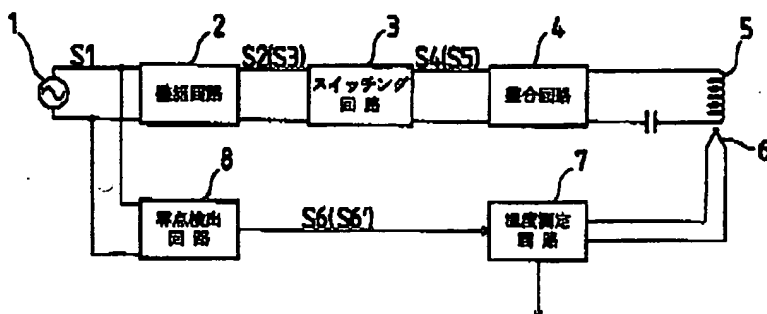 2
3
4
5
1
S1
S2(S3)
S4(S5)
回路
スイッチング
回路
整合回路
6
8
7
零点検出
回路
S6(S6')
温度測定
回路